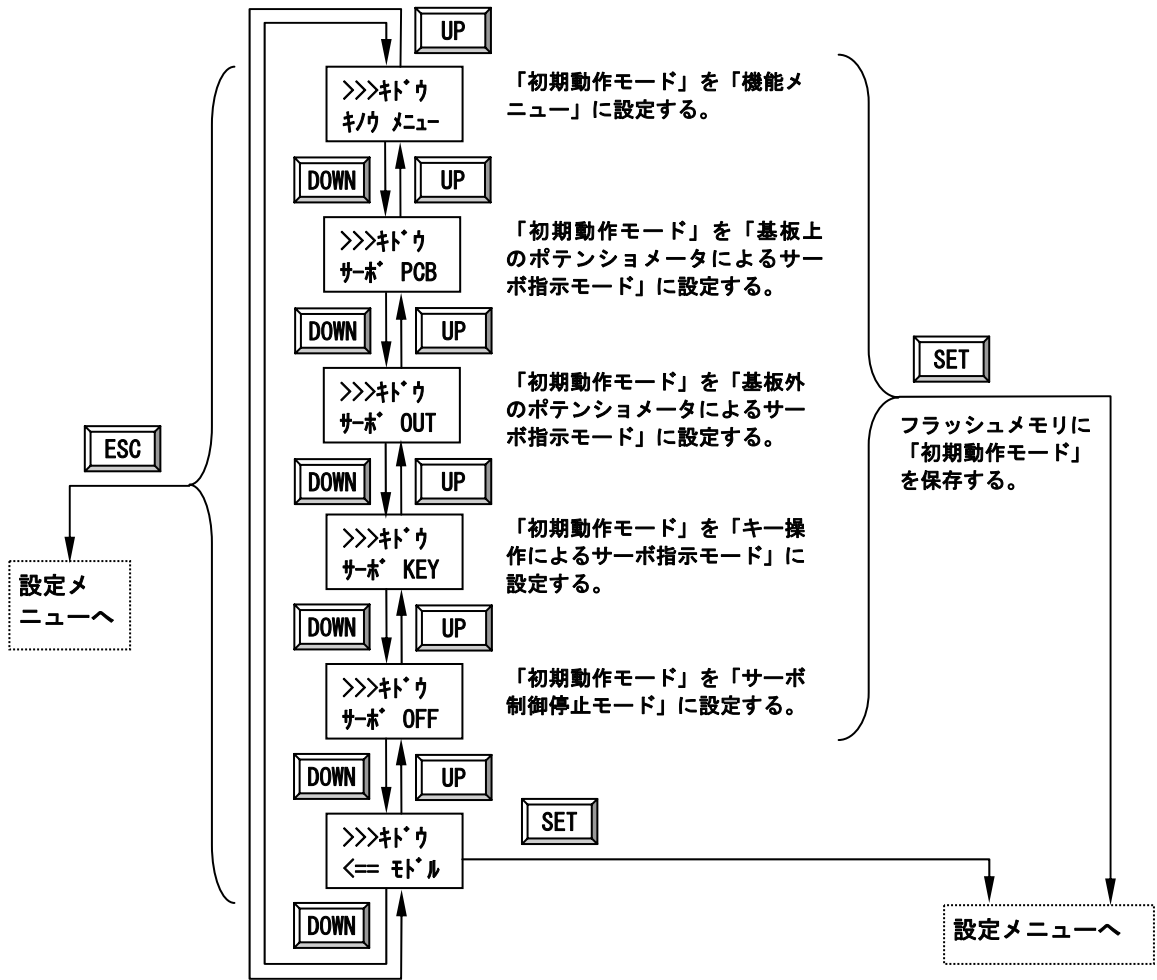 UP
>>>ｷﾄﾞｳ
ｷﾉｳ ﾒﾆｭｰ
「初期動作モード」を「機能メ
ニュー」に設定する。
DOWN
UP
>>>ｷﾄﾞｳ
ｻｰﾎﾞ PCB
「初期動作モード」を「基板上
のポテンショメータによるサー
ボ指示モード」に設定する。
DOWN
UP
>>>ｷﾄﾞｳ
ｻｰﾎﾞ OUT
「初期動作モード」を「基板外
のポテンショメータによるサー
ボ指示モード」に設定する。
SET
フラッシュメモリに
「初期動作モード」
を保存する。
ESC
設定メ
ニューへ
DOWN
UP
>>>ｷﾄﾞｳ
ｻｰﾎﾞ KEY
「初期動作モード」を「キー操
作によるサーボ指示モード」に
設定する。
DOWN
UP
>>>ｷﾄﾞｳ
ｻｰﾎﾞ OFF
「初期動作モード」を「サーボ
制御停止モード」に設定する。
DOWN
UP
>>>ｷﾄﾞｳ
<== ﾓﾄﾞﾙ
SET
DOWN
設定メニューへ